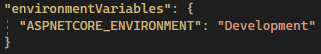 "environmentVariables": {
  "ASPNETCORE_ENVIRONMENT": "Development"
}